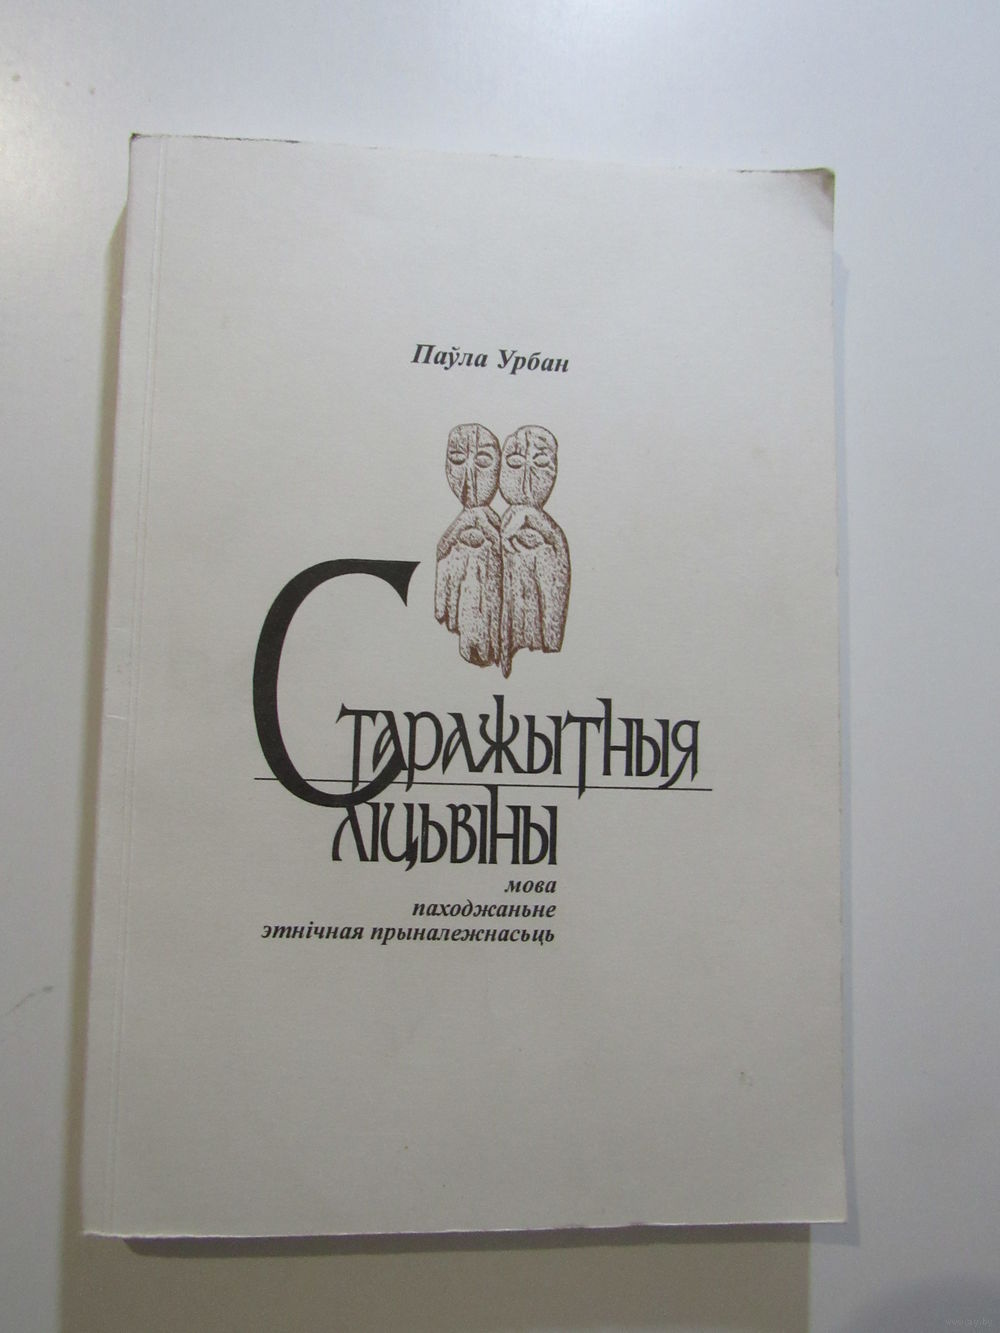 Паўла Урбан
Старажытныя
ліцьвіны
мова
паходжаньне
этнічная прыналежнасьць